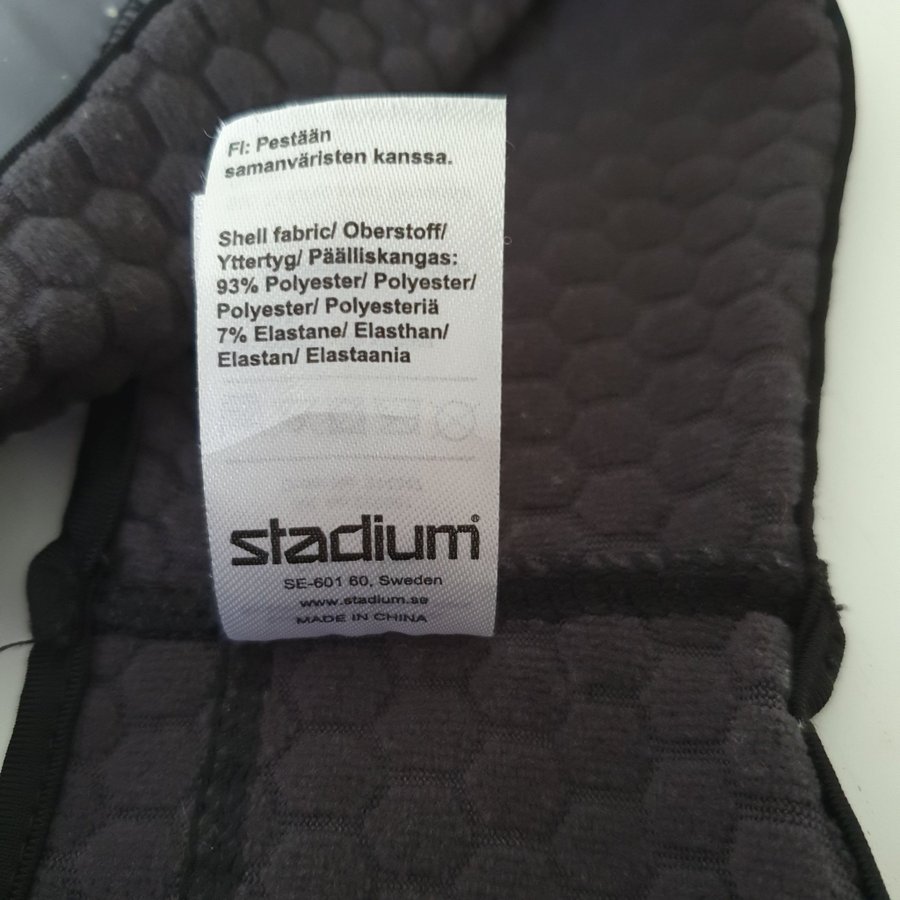 FI: Pestään
samanväristen kanssa.
Shell fabric/ Oberstoff/
Yttertyg/ Päälliskangas:
93% Polyester/ Polyester/
Polyester/ Polyesteriä
7% Elastane/ Elasthan/
Elastan/ Elastaania
stadium®
SE-601 60, Sweden
www.stadium.se
MADE IN CHINA